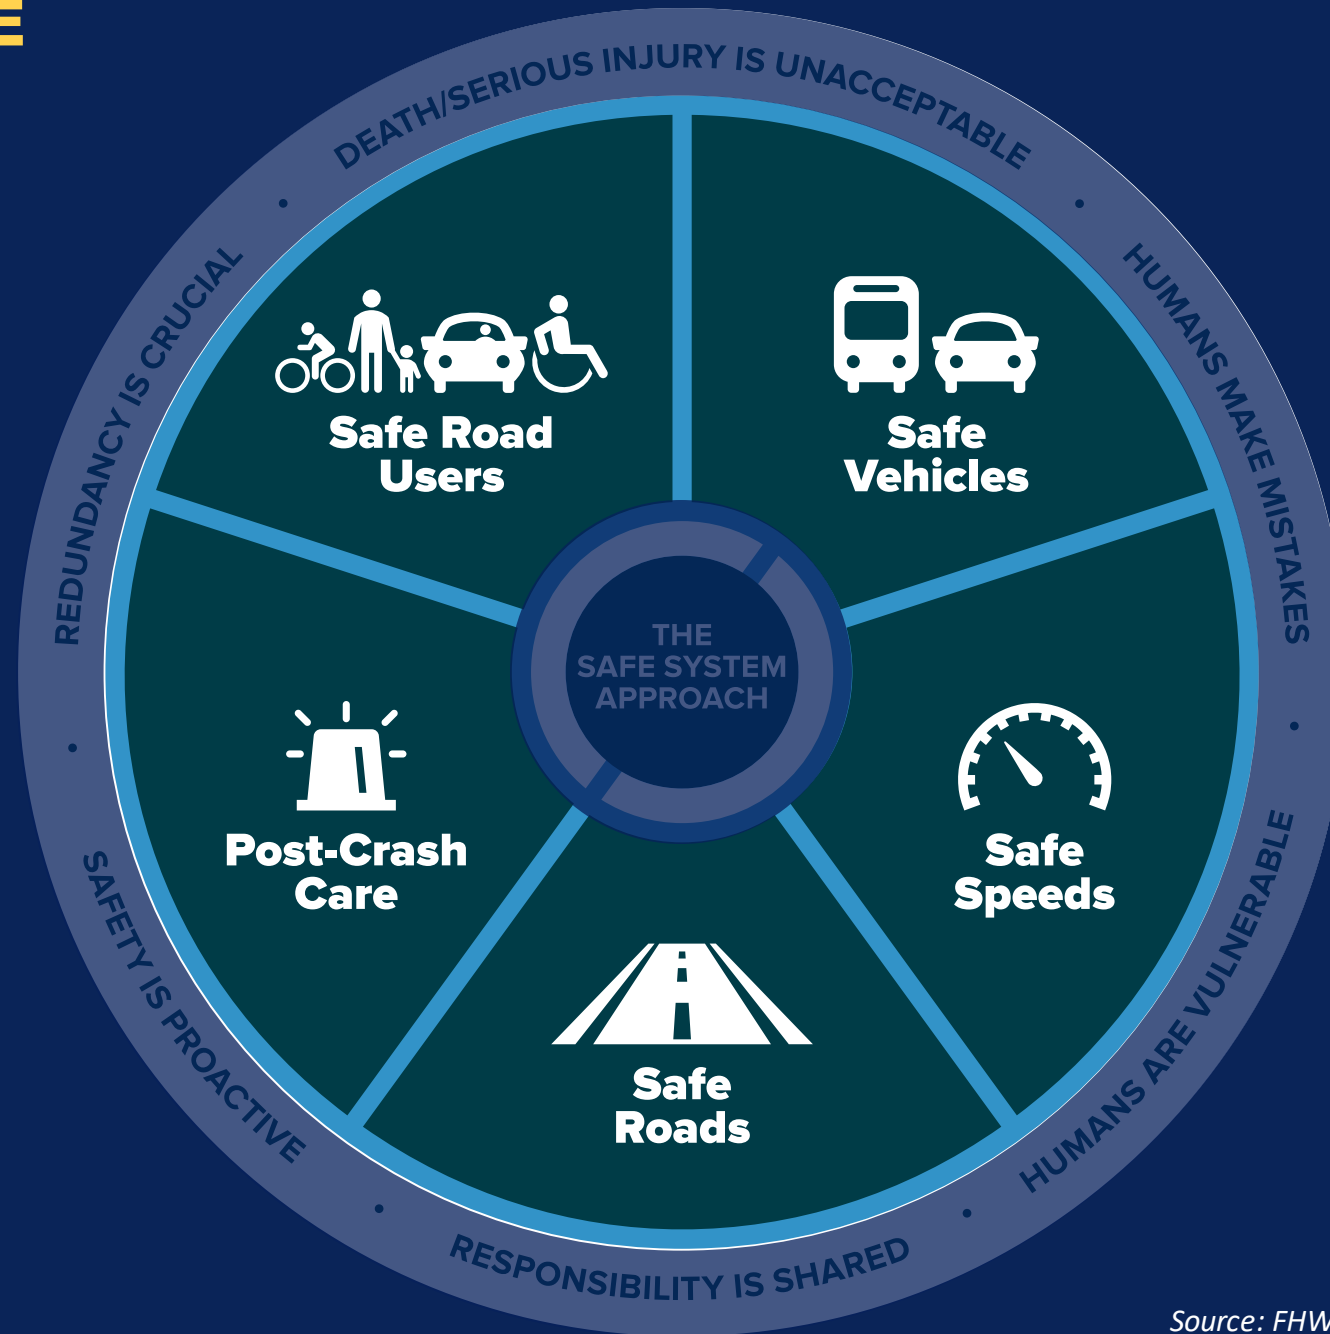 DEATH/SERIOUS INJURY IS UNACCEPTABLE
HUMANS MAKE MISTAKES
HUMANS ARE VULNERABLE
RESPONSIBILITY IS SHARED
SAFETY IS PROACTIVE
REDUNDANCY IS CRUCIAL
Safe Road
Users
Safe
Vehicles
THE
SAFE SYSTEM
APPROACH
Post-Crash
Care
Safe
Speeds
Safe
Roads
Source: FHW